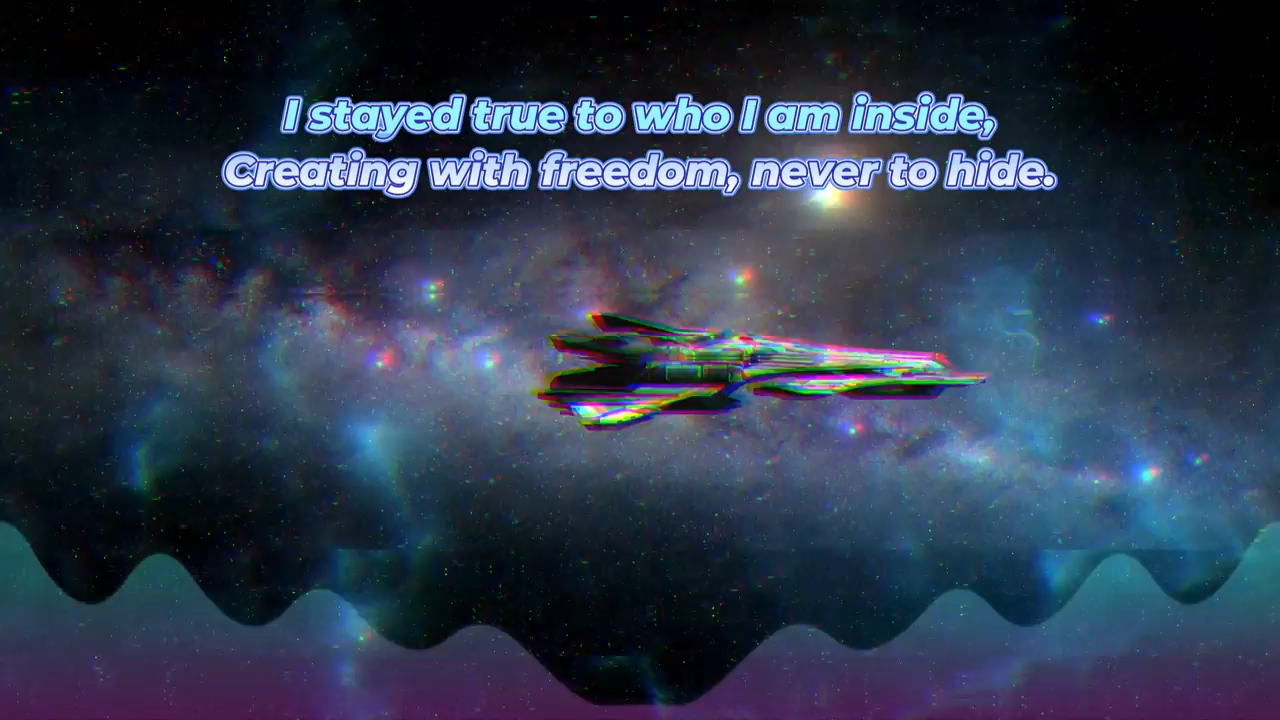 I stayed true to who I am inside,
Creating with freedom, never to hide.